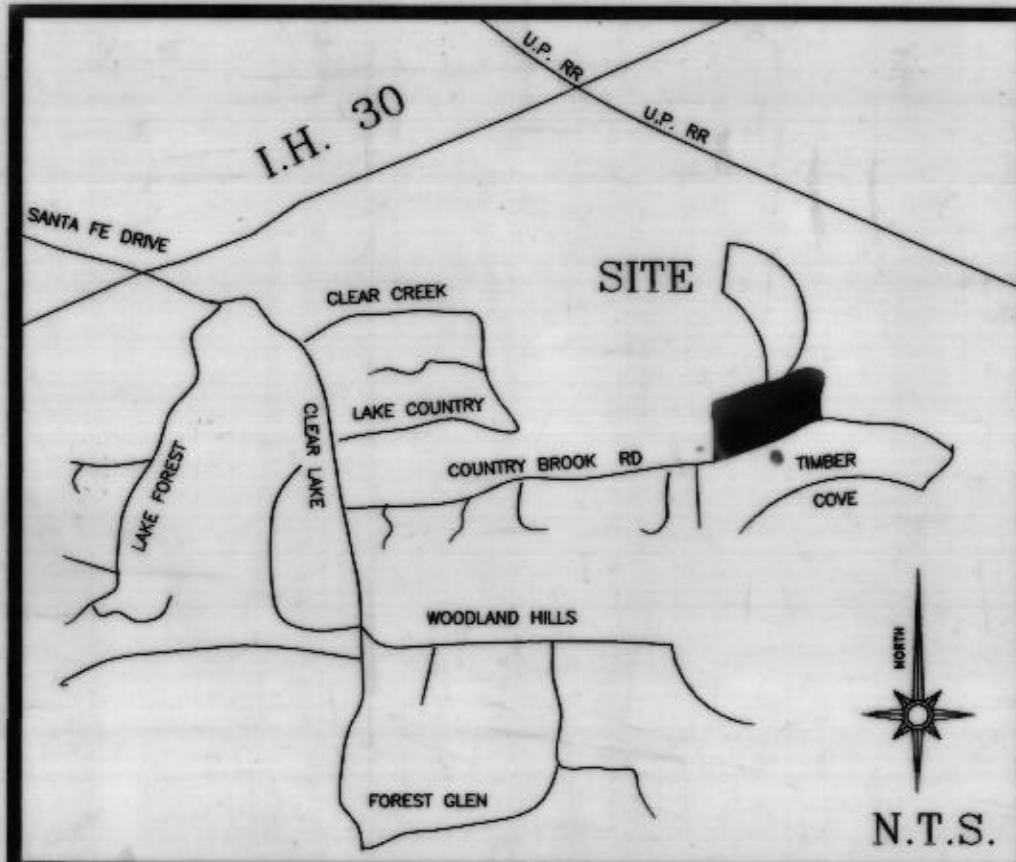 U.P. RR
U.P. RR
I.H. 30
SANTA FE DRIVE
SITE
CLEAR CREEK
LAKE COUNTRY
CLEAR LAKE
LAKE FOREST
COUNTRY BROOK RD
TIMBER
COVE
WOODLAND HILLS
NORTH
FOREST GLEN
N.T.S.